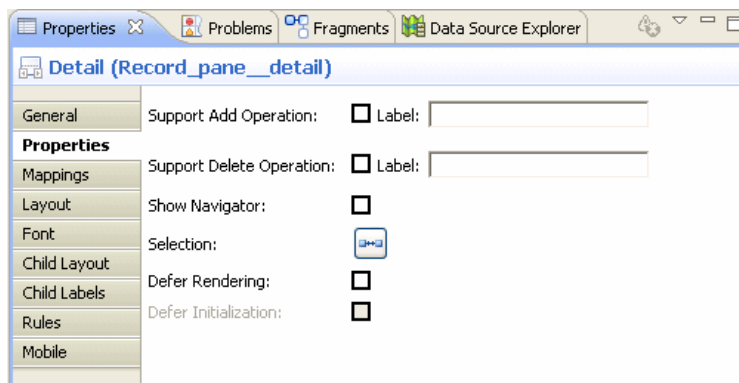 Properties Problems Fragments Data Source Explorer
Detail (Record_pane__detail)
General
Properties
Mappings
Layout
Font
Child Layout
Child Labels
Rules
Mobile
Support Add Operation: Label:
Support Delete Operation: Label:
Show Navigator:
Selection:
Defer Rendering:
Defer Initialization: